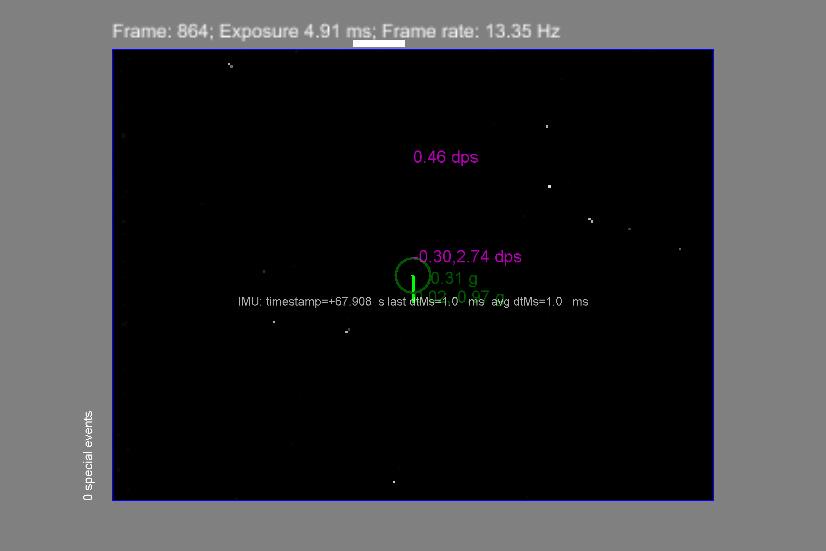 Frame: 864; Exposure 4.91 ms; Frame rate: 13.35 Hz
0.46 dps
-0.30,2.74 dps
0.31 g
IMU: timestamp=+67.908 s last dtMs=1.0 ms avg dtMs=1.0 ms
0 special events